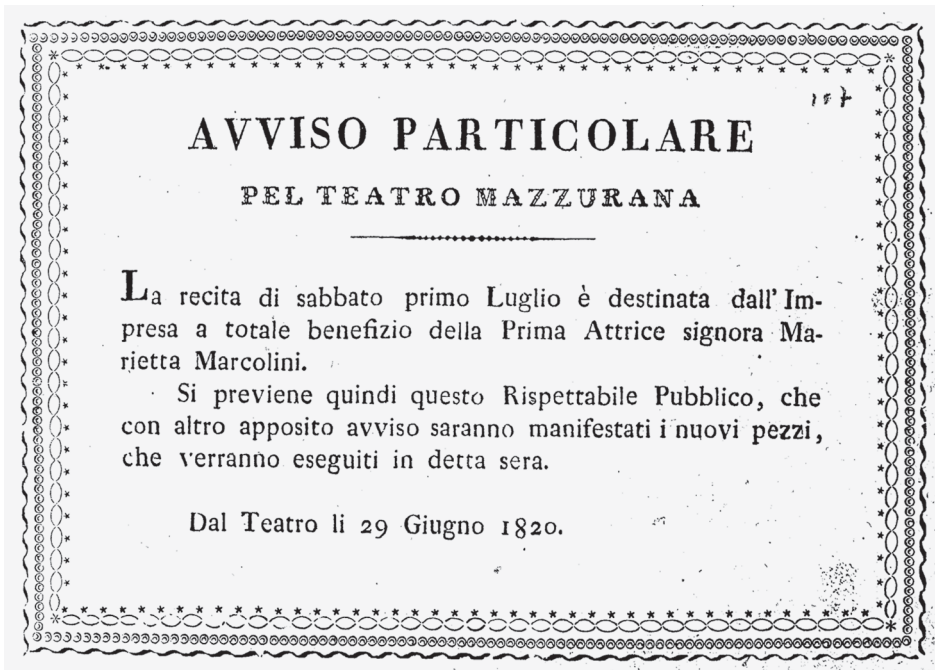 AVVISO PARTICOLARE
PEL TEATRO MAZZURANA
La recita di sabbato primo Luglio è destinata dall' Im-
presa a totale benefizio della Prima Attrice signora Ma-
rietta Marcolini.
Si previene quindi questo Rispettabile Pubblico, che
con altro apposito avviso saranno manifestati i nuovi pezzi,
che verranno eseguiti in detta sera.
Dal Teatro li 29 Giugno 1820.